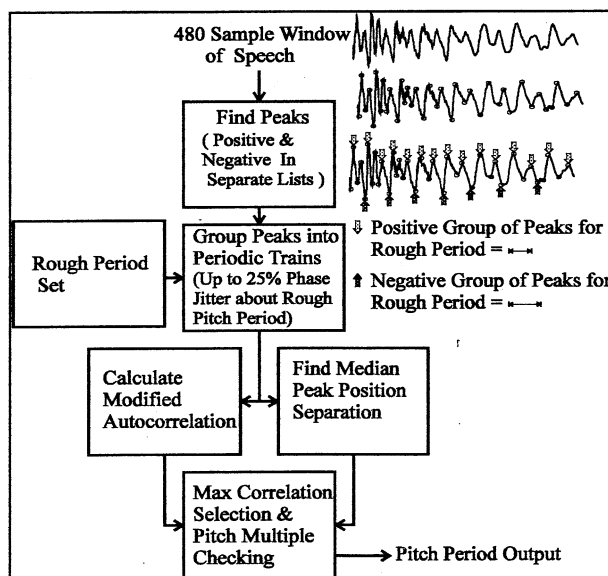 480 Sample Window
of Speech
Find Peaks
( Positive &
Negative In
Separate Lists )
Rough Period
Set
Group Peaks into
Periodic Trains
(Up to 25% Phase
Jitter about Rough
Pitch Period)
Positive Group of Peaks for
Rough Period =
Negative Group of Peaks for
Rough Period =
Calculate
Modified
Autocorrelation
Find Median
Peak Position
Separation
Max Correlation
Selection &
Pitch Multiple
Checking
Pitch Period Output